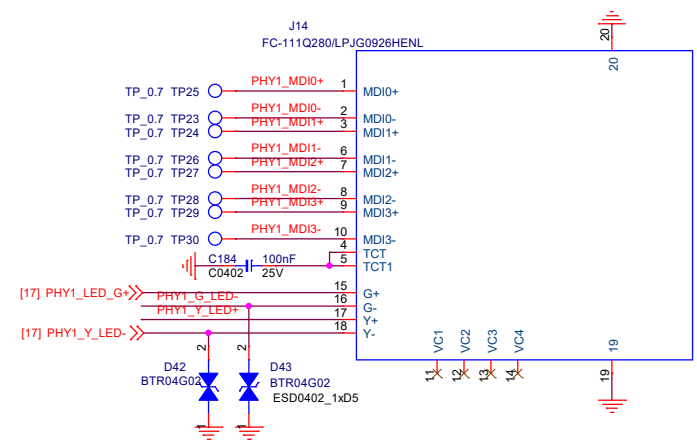 J14
FC-111Q280/LPJG0926HENL
20
20
TP_0.7 TP25 PHY1_MDI0+ 1 MDI0+
TP_0.7 TP23 PHY1_MDI0- 2 MDI0-
TP_0.7 TP24 PHY1_MDI1+ 3 MDI1+
TP_0.7 TP26 PHY1_MDI1- 6 MDI1-
TP_0.7 TP27 PHY1_MDI2+ 7 MDI2+
TP_0.7 TP28 PHY1_MDI2- 8 MDI2-
TP_0.7 TP29 PHY1_MDI3+ 9 MDI3+
TP_0.7 TP30 PHY1_MDI3- 10 MDI3-
4 TCT
C184 100nF 5 TCT1
C0402 25V
[17] PHY1_LED_G+ 15 G+
PHY1_G_LED- 16 G-
PHY1_Y_LED+ 17 Y+
[17] PHY1_Y_LED- 18 Y-
VC1 VC2 VC3 VC4 19
11 12 13 14 19
2 2
D42 D43
BTR04G02 BTR04G02
ESD0402_1xD5
1 1